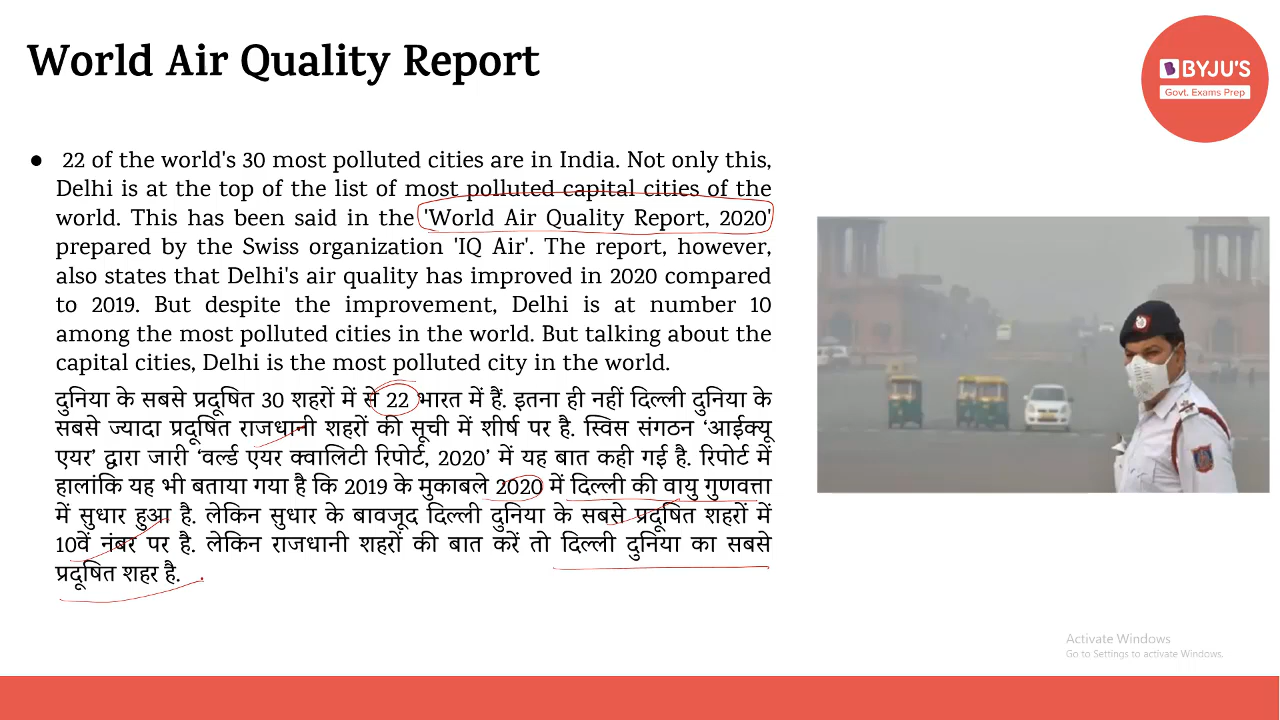 World Air Quality Report
BYJU'S
Govt. Exams Prep
● 22 of the world's 30 most polluted cities are in India. Not only this,
Delhi is at the top of the list of most polluted capital cities of the
world. This has been said in the 'World Air Quality Report, 2020'
prepared by the Swiss organization 'IQ Air'. The report, however,
also states that Delhi's air quality has improved in 2020 compared
to 2019. But despite the improvement, Delhi is at number 10
among the most polluted cities in the world. But talking about the
capital cities, Delhi is the most polluted city in the world.
दुनिया के सबसे प्रदूषित 30 शहरों में से 22 भारत में हैं. इतना ही नहीं दिल्ली दुनिया के
सबसे ज्यादा प्रदूषित राजधानी शहरों की सूची में शीर्ष पर है. स्विस संगठन ‘आईक्यू
एयर’ द्वारा जारी ‘वर्ल्ड एयर क्वालिटी रिपोर्ट, 2020’ में यह बात कही गई है. रिपोर्ट में
हालांकि यह भी बताया गया है कि 2019 के मुकाबले 2020 में दिल्ली की वायु गुणवत्ता
में सुधार हुआ है. लेकिन सुधार के बावजूद दिल्ली दुनिया के सबसे प्रदूषित शहरों में
10वें नंबर पर है. लेकिन राजधानी शहरों की बात करें तो दिल्ली दुनिया का सबसे
प्रदूषित शहर है.
Activate Windows
Go to Settings to activate Windows.